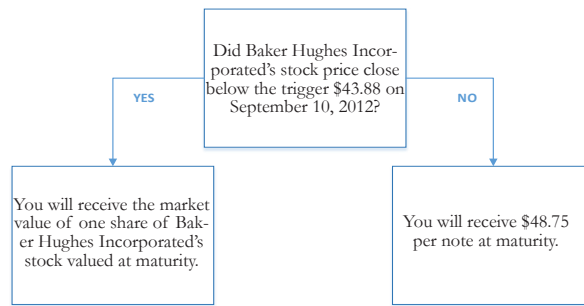 Did Baker Hughes Incor-
porated's stock price close
below the trigger $43.88 on
September 10, 2012?
YES
NO
You will receive the market
value of one share of Bak-
er Hughes Incorporated's
stock valued at maturity.
You will receive $48.75
per note at maturity.